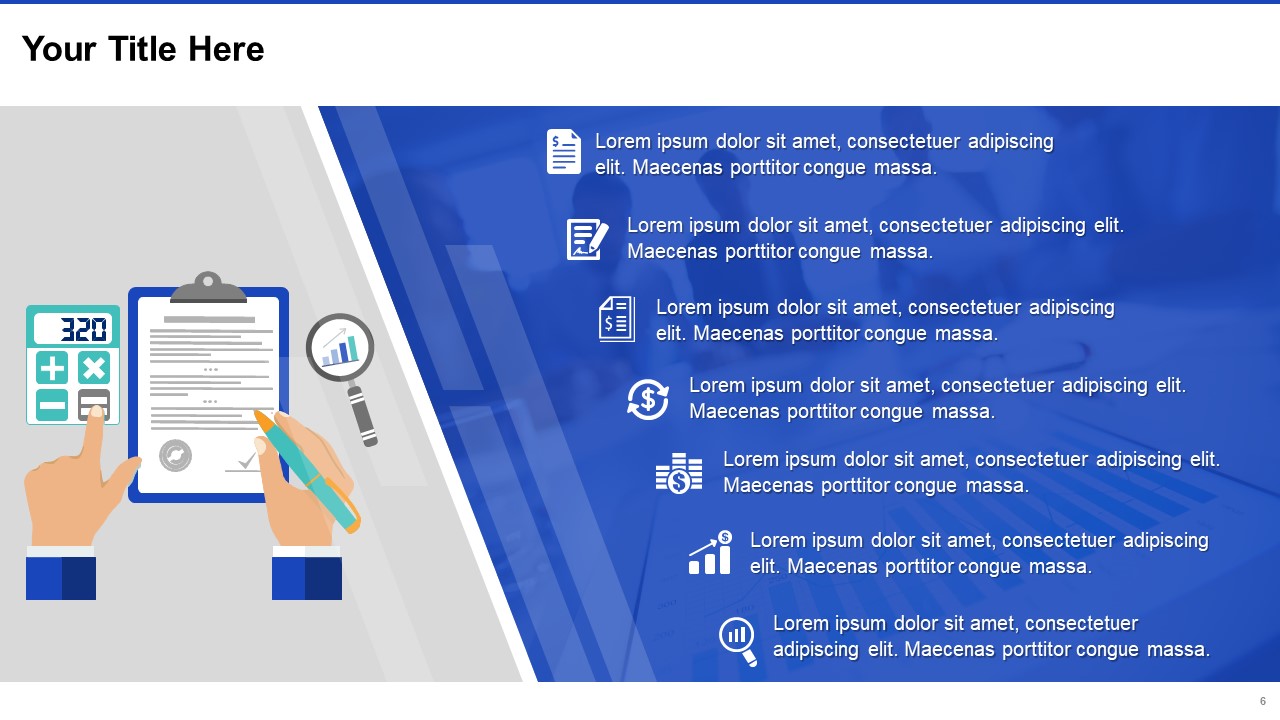 Your Title Here
320
Lorem ipsum dolor sit amet, consectetuer adipiscing
elit. Maecenas porttitor congue massa.
Lorem ipsum dolor sit amet, consectetuer adipiscing elit.
Maecenas porttitor congue massa.
Lorem ipsum dolor sit amet, consectetuer adipiscing
elit. Maecenas porttitor congue massa.
Lorem ipsum dolor sit amet, consectetuer adipiscing elit.
Maecenas porttitor congue massa.
Lorem ipsum dolor sit amet, consectetuer adipiscing elit.
Maecenas porttitor congue massa.
Lorem ipsum dolor sit amet, consectetuer adipiscing
elit. Maecenas porttitor congue massa.
Lorem ipsum dolor sit amet, consectetuer
adipiscing elit. Maecenas porttitor congue massa.
6